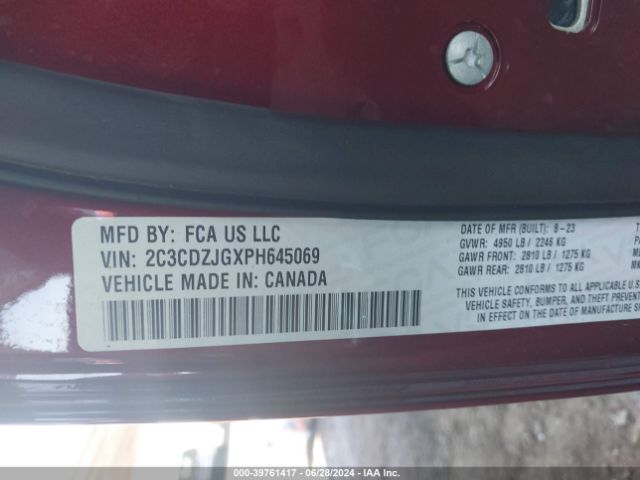 MFD BY: FCA US LLC
VIN: 2C3CDZJGXPH645069
VEHICLE MADE IN: CANADA
DATE OF MFR (BUILT): 8-23
GVWR: 4950 LB / 2246 KG
GAWR FRONT: 2810 LB / 1275 KG
GAWR REAR: 2810 LB / 1275 KG
THIS VEHICLE CONFORMS TO ALL APPLICABLE U.S.
VEHICLE SAFETY, BUMPER, AND THEFT PREVENT
IN EFFECT ON THE DATE OF MANUFACTURE SH
000-39761417 - 06/28/2024 - IAA Inc.